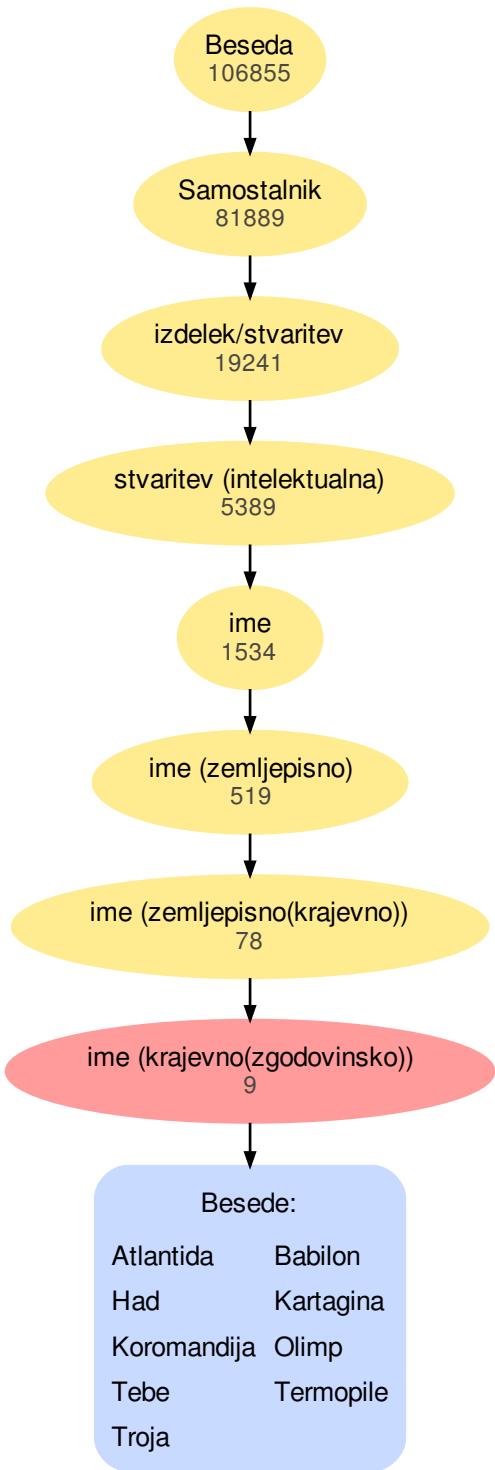 Beseda
106855
Samostalnik
81889
izdelek/stvaritev
19241
stvaritev (intelektualna)
5389
ime
1534
ime (zemljepisno)
519
ime (zemljepisno(krajevno))
78
ime (krajevno(zgodovinsko))
9
Besede:
Atlantida Babilon
Had Kartagina
Koromandija Olimp
Tebe Termopile
Troja